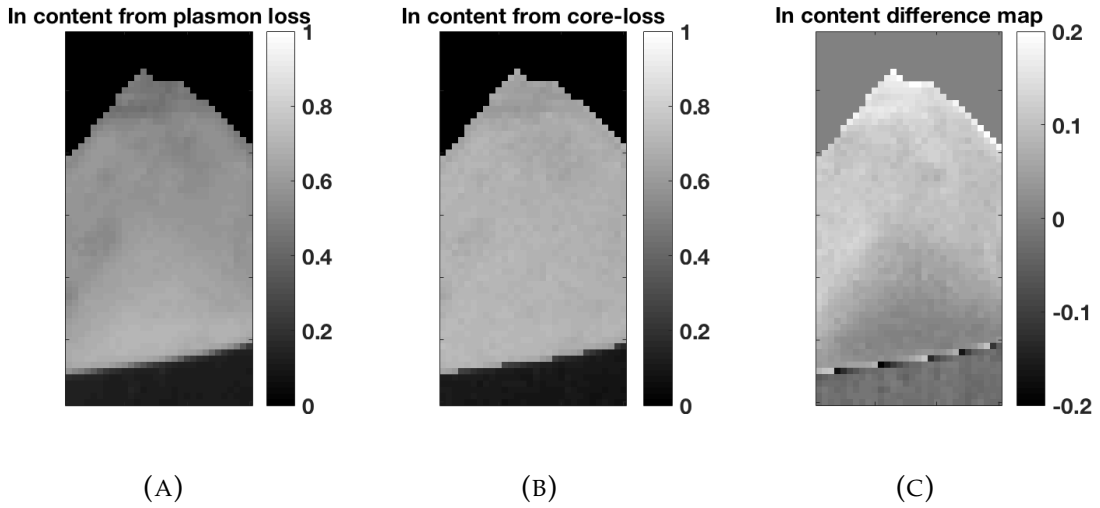 In content from plasmon loss
1
0.8
0.6
0.4
0.2
0
In content from core-loss
1
0.8
0.6
0.4
0.2
0
In content difference map
0.2
0.1
0
-0.1
-0.2
(A)
(B)
(C)